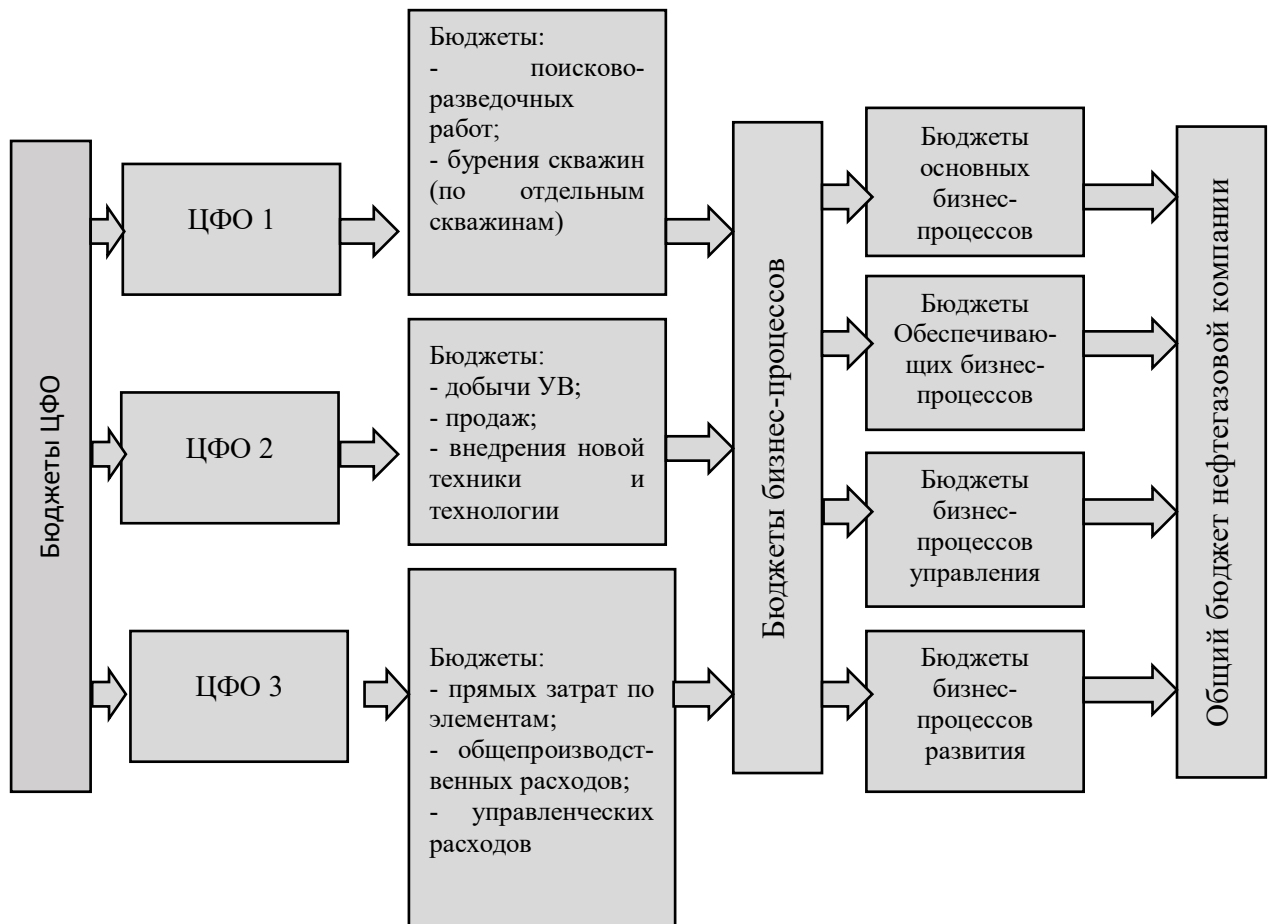 Бюджеты ЦФО
ЦФО 1
ЦФО 2
ЦФО 3
Бюджеты:
- поисково-
разведочных
работ;
- бурения скважин
(по отдельным
скважинам)
Бюджеты:
- добычи УВ;
- продаж;
- внедрения новой
техники и
технологии
Бюджеты:
- прямых затрат по
элементам;
- общепроизводст-
венных расходов;
- управленческих
расходов
Бюджеты бизнес-процессов
Бюджеты
основных
бизнес-
процессов
Бюджеты
Обеспечиваю-
щих бизнес-
процессов
Бюджеты
бизнес-
процессов
управления
Бюджеты
бизнес-
процессов
развития
Общий бюджет нефтегазовой компании